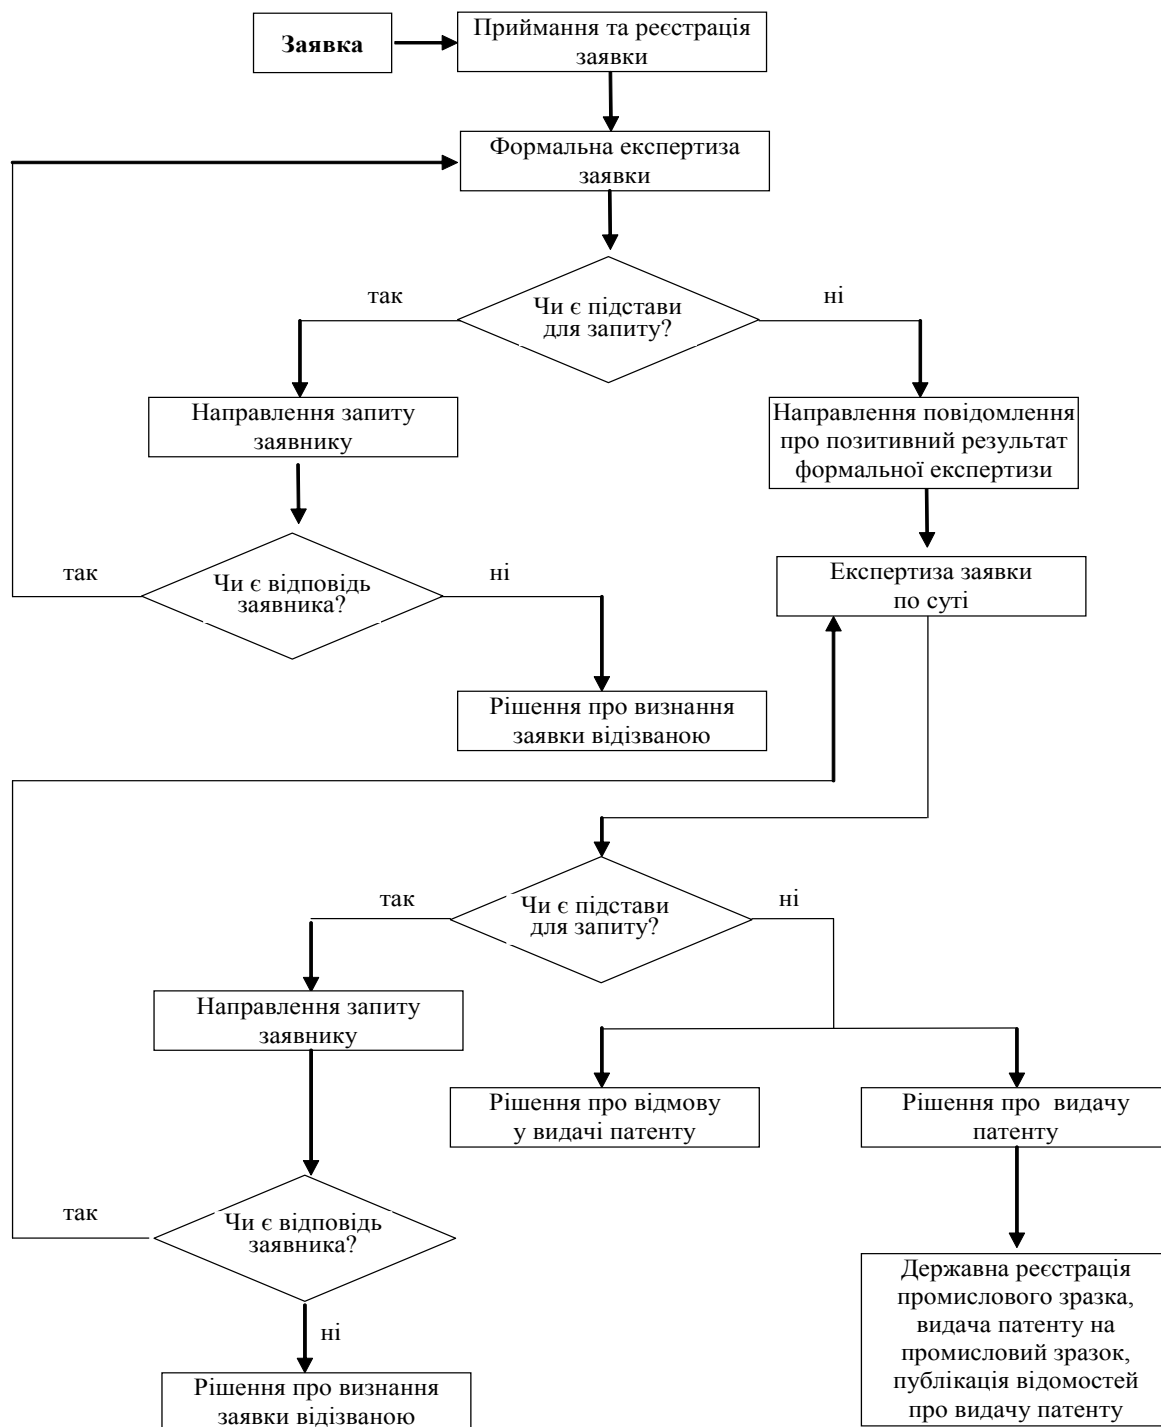 Заявка
Приймання та реєстрація
заявки
Формальна експертиза
заявки
Чи є підстави
для запиту?
так
ні
Направлення запиту
заявнику
Направлення повідомлення
про позитивний результат
формальної експертизи
Чи є відповідь
заявника?
так
ні
Експертиза заявки
по суті
Рішення про визнання
заявки відізваною
Чи є підстави
для запиту?
так
ні
Направлення запиту
заявнику
Рішення про відмову
у видачі патенту
Рішення про видачу
патенту
Чи є відповідь
заявника?
так
ні
Державна реєстрація
промислового зразка,
видача патенту на
промисловий зразок,
публікація відомостей
про видачу патенту
Рішення про визнання
заявки відізваною